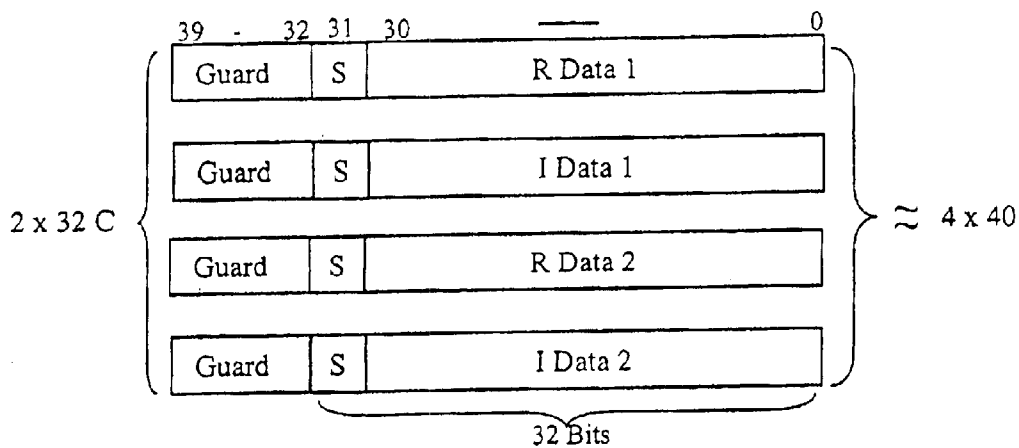 39 - 32 31 30 — 0
Guard S R Data 1
Guard S I Data 1
2 x 32 C ≈ 4 x 40
Guard S R Data 2
Guard S I Data 2
32 Bits